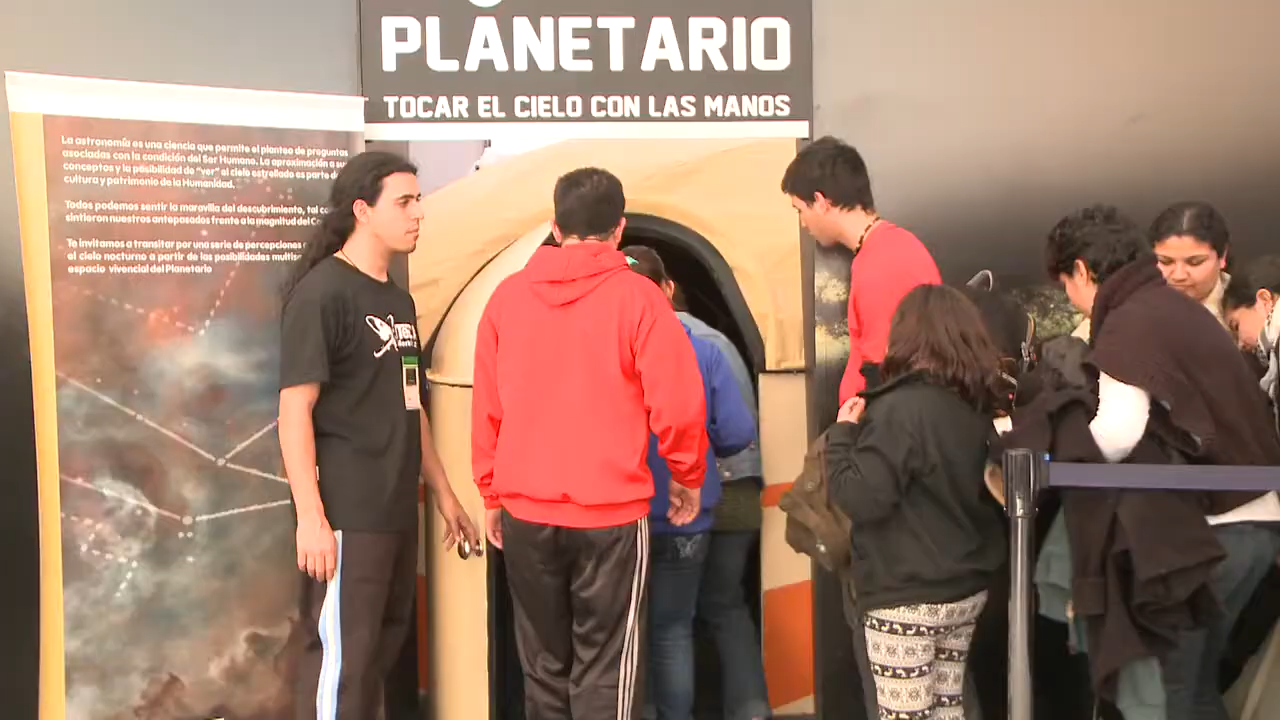 PLANETARIO
TOCAR EL CIELO CON LAS MANOS
La astronomía es una ciencia que permite el planteo de preguntas
asociadas con la condición del Ser Humano. La aproximación a sus
conceptos y la posibilidad de "ver" el cielo estrellado es parte de
cultura y patrimonio de la Humanidad.
Todos podemos sentir la maravilla del descubrimiento, tal
sintieron nuestros antepasados frente a la magnitud del
Te invitamos a transitar por una serie de percepciones
el cielo nocturno a partir de las posibilidades
espacio vivencial del Planetario